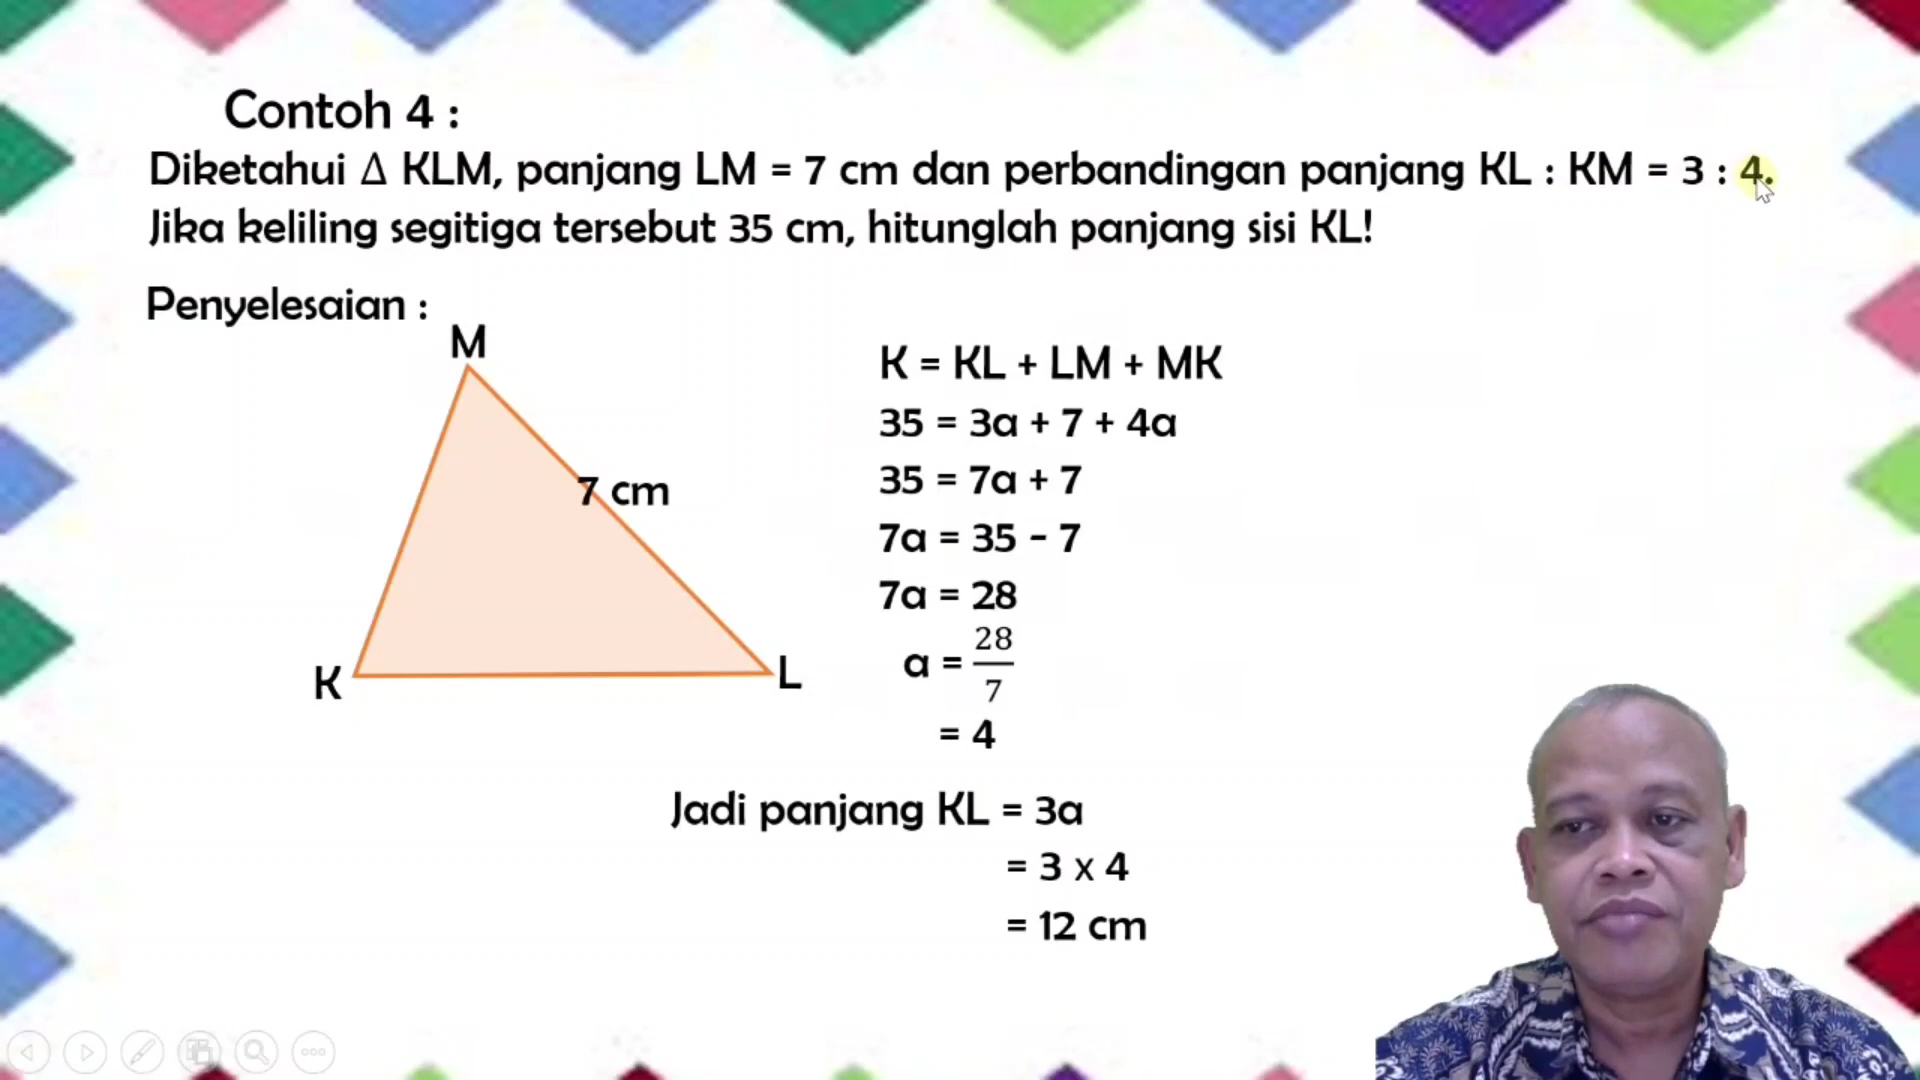 Contoh 4 :
Diketahui Δ KLM, panjang LM = 7 cm dan perbandingan panjang KL : KM = 3 : 4.
Jika keliling segitiga tersebut 35 cm, hitunglah panjang sisi KL!
Penyelesaian :
M
7 cm
K
L
K = KL + LM + MK
35 = 3a + 7 + 4a
35 = 7a + 7
7a = 35 - 7
7a = 28
a = 28/7
= 4
Jadi panjang KL = 3a
= 3 x 4
= 12 cm